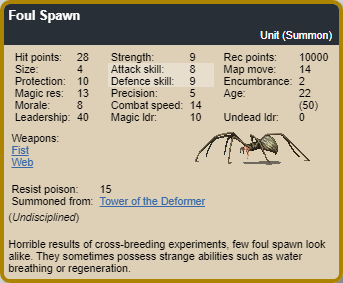 Foul Spawn
Unit (Summon)
Hit points: 28 Strength: 9 Rec points: 10000
Size: 4 Attack skill: 8 Map move: 14
Protection: 10 Defence skill: 9 Encumbrance: 2
Magic res: 13 Precision: 5 Age: 22
Morale: 8 Combat speed: 14 (50)
Leadership: 40 Magic ldr: 10 Undead ldr: 0
Weapons:
Fist
Web
Resist poison: 15
Summoned from: Tower of the Deformer
(Undisciplined)
Horrible results of cross-breeding experiments, few foul spawn look
alike. They sometimes possess strange abilities such as water
breathing or regeneration.